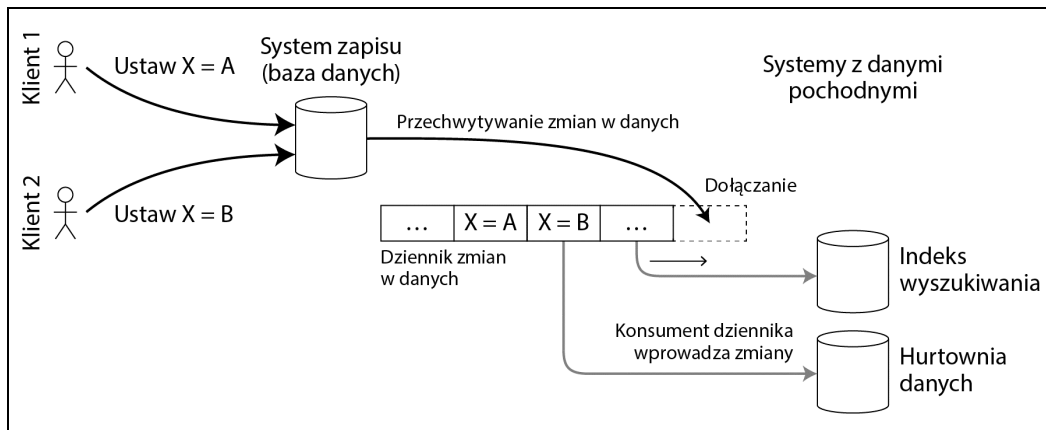 Klient 1
Ustaw X = A
System zapisu
(baza danych)
Systemy z danymi
pochodnymi
Przechwytywanie zmian w danych
Klient 2
Ustaw X = B
Dołączanie
... X = A X = B ...
Dziennik zmian
w danych
Indeks
wyszukiwania
Konsument dziennika
wprowadza zmiany
Hurtownia
danych